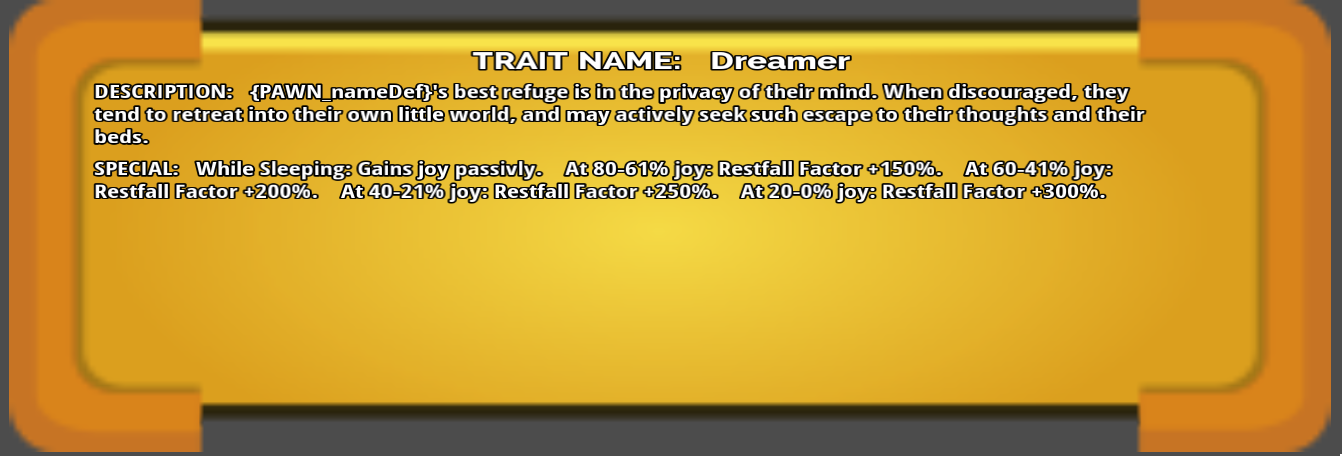 TRAIT NAME: Dreamer
DESCRIPTION: {PAWN_nameDef}'s best refuge is in the privacy of their mind. When discouraged, they
tend to retreat into their own little world, and may actively seek such escape to their thoughts and their
beds.
SPECIAL: While Sleeping: Gains joy passivly. At 80-61% joy: Restfall Factor +150%. At 60-41% joy:
Restfall Factor +200%. At 40-21% joy: Restfall Factor +250%. At 20-0% joy: Restfall Factor +300%.